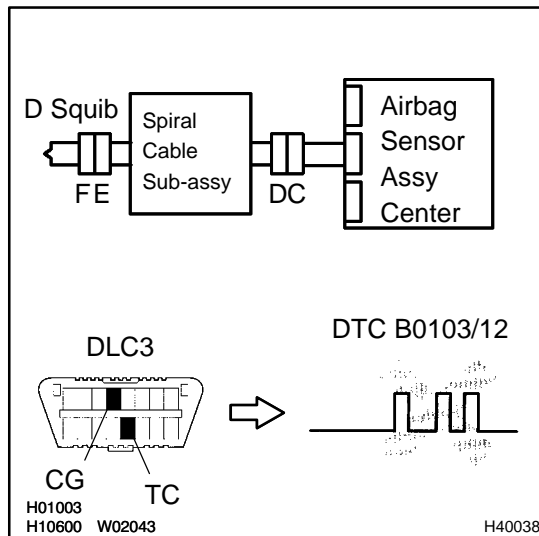 D Squib
FE
Spiral
Cable
Sub-assy
DC
Airbag
Sensor
Assy
Center
DLC3
DTC B0103/12
CG
TC
H01003
H10600 W02043
H40038